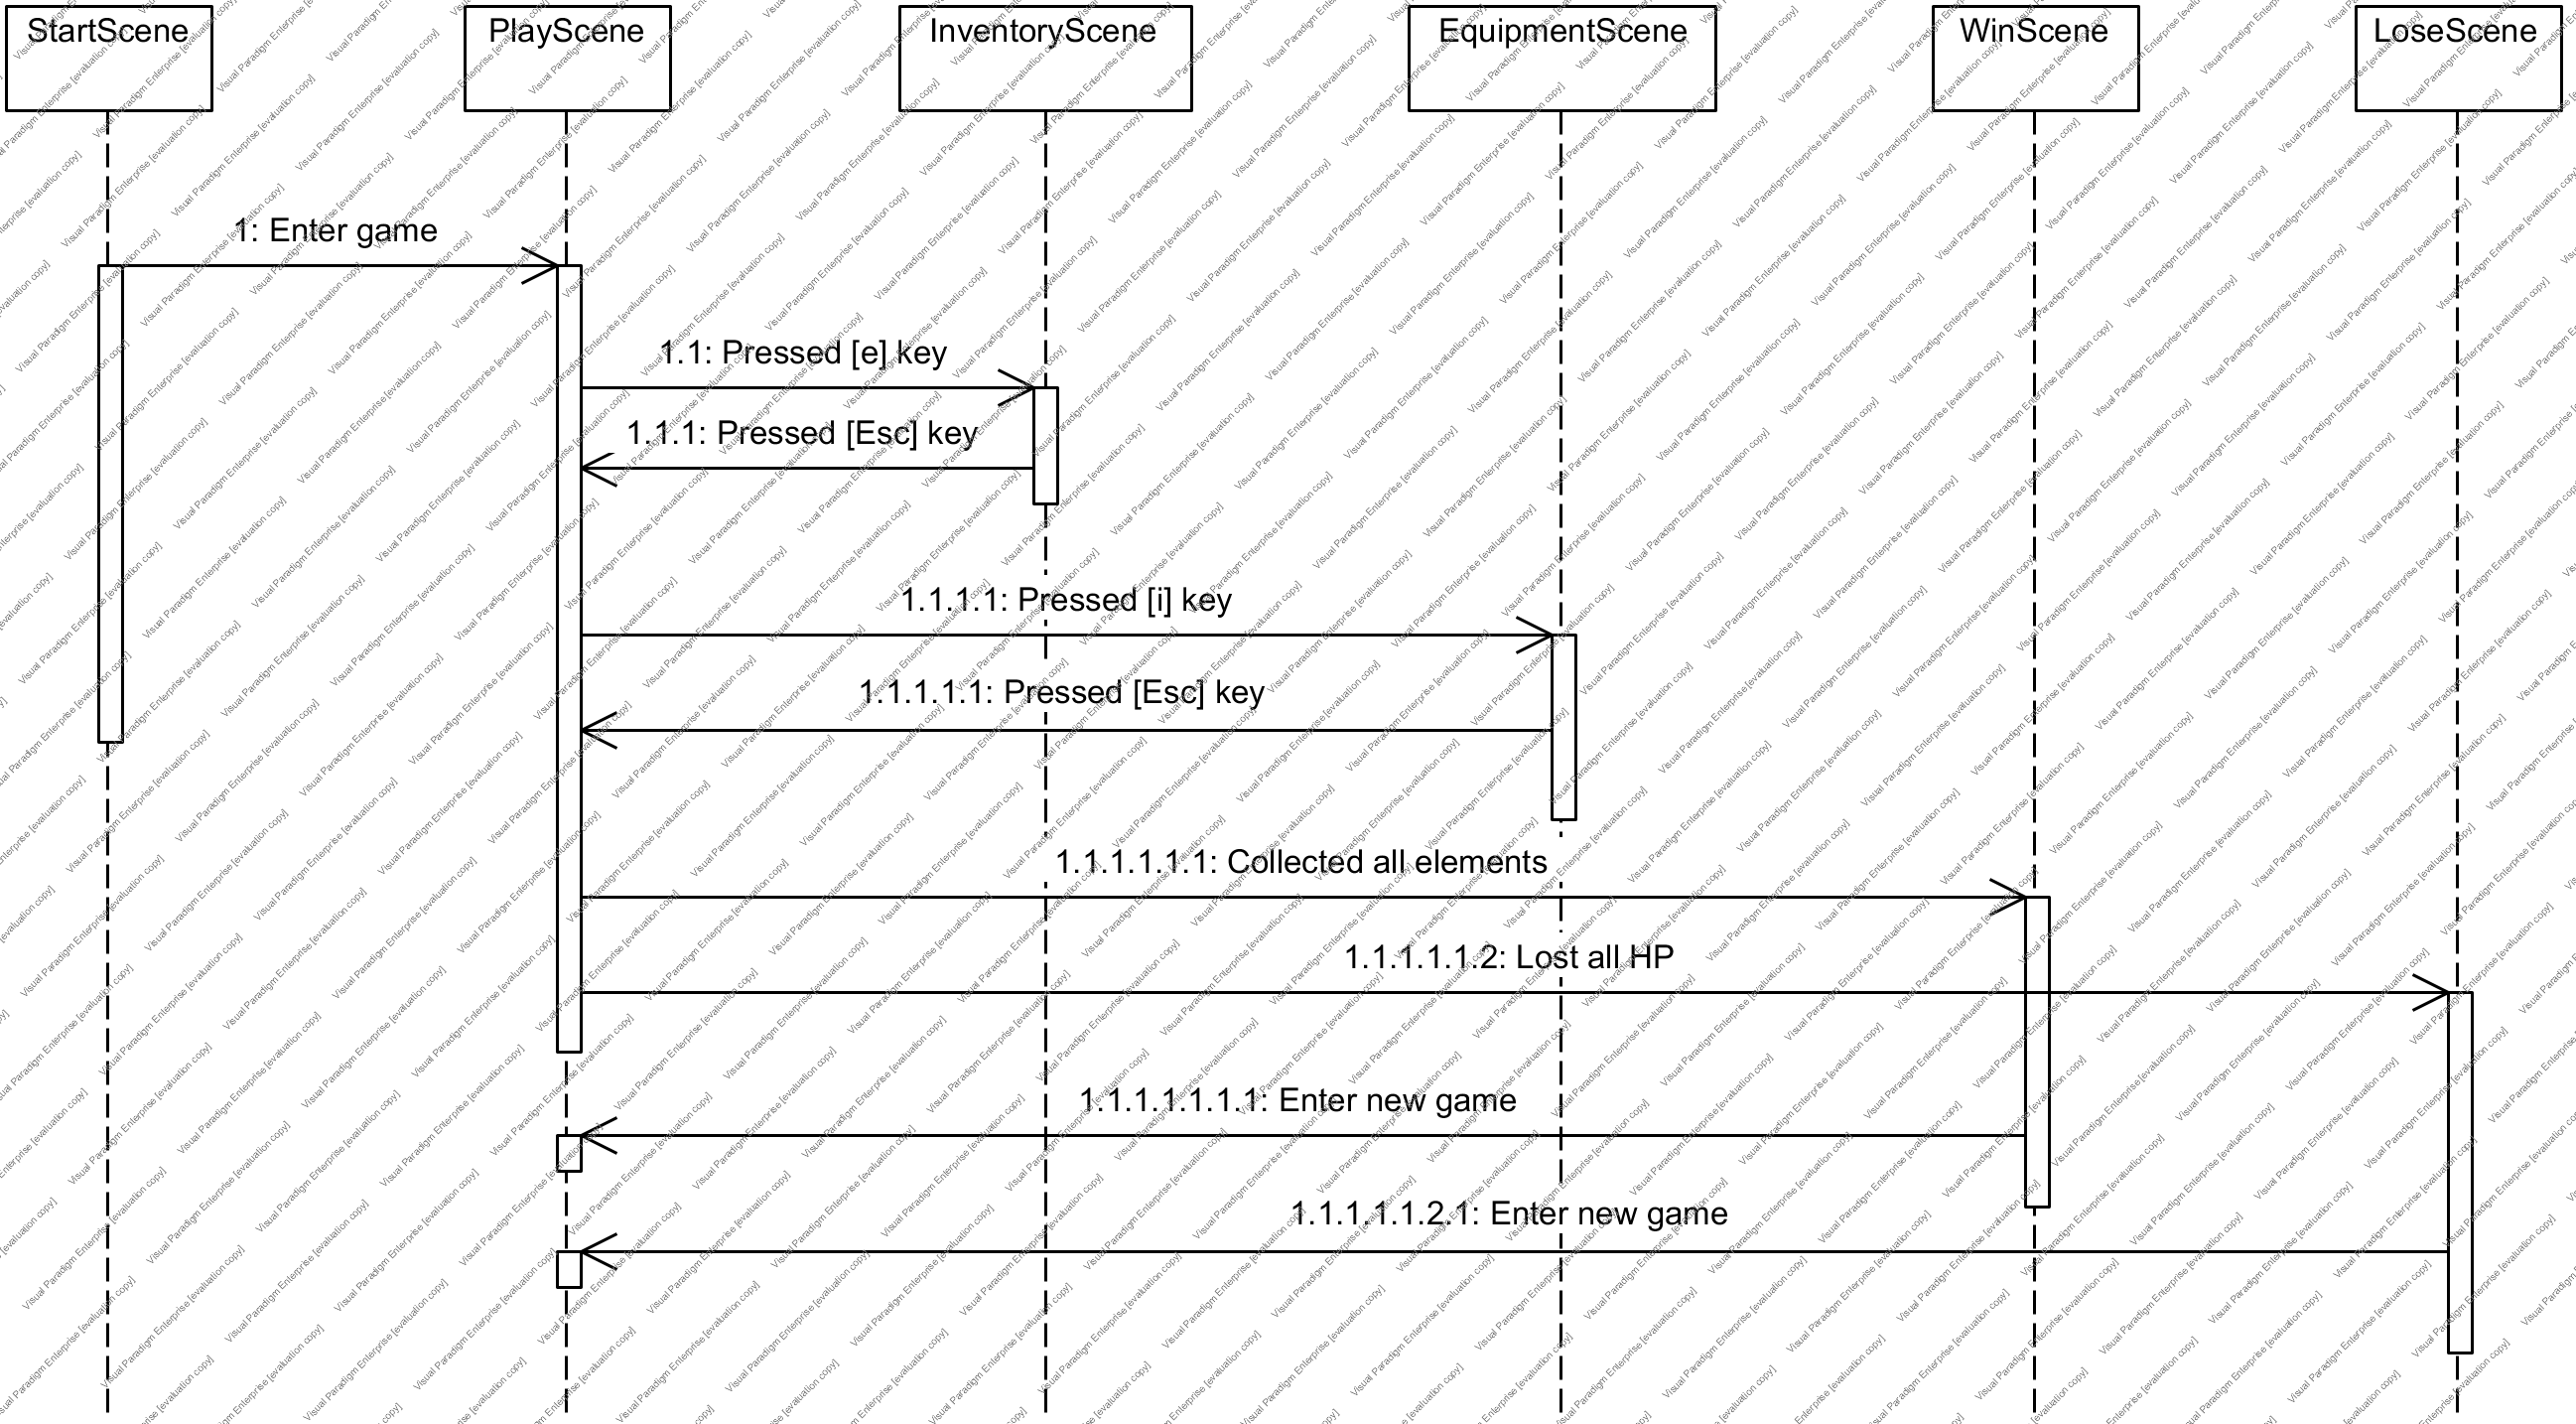 StartScene
PlayScene
InventoryScene
EquipmentScene
WinScene
LoseScene
1: Enter game
1.1: Pressed [e] key
1.1.1: Pressed [Esc] key
1.1.1.1: Pressed [i] key
1.1.1.1.1: Pressed [Esc] key
1.1.1.1.1.1: Collected all elements
1.1.1.1.1.2: Lost all HP
1.1.1.1.1.1.1: Enter new game
1.1.1.1.1.2.1: Enter new game
Visual Paradigm Enterprise [evaluation copy]